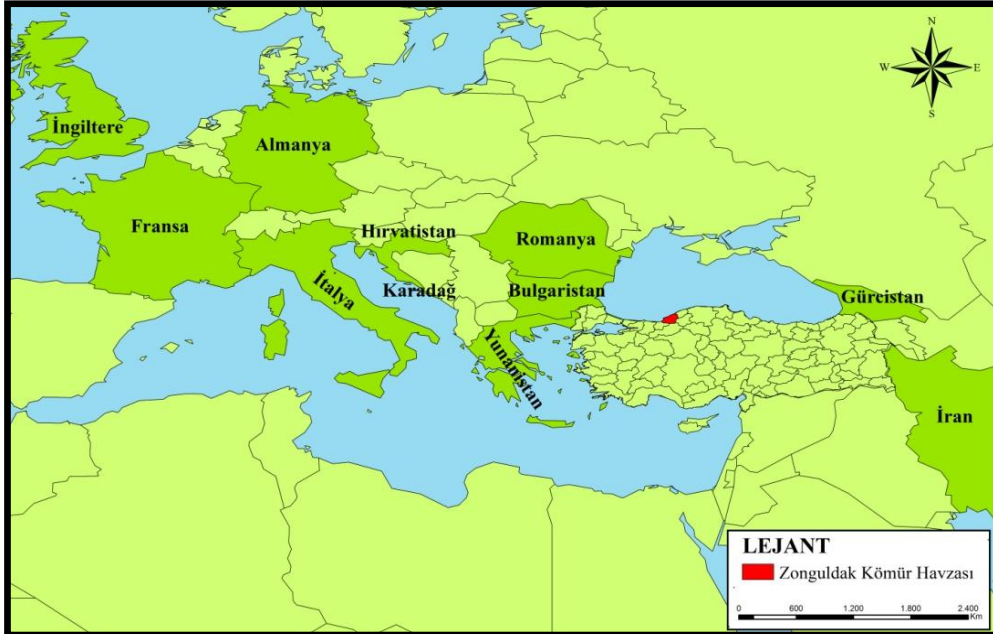 N
W
E
S
İngiltere
Almanya
Fransa
Hırvatistan
Romanya
İtalya
Karadağ
Bulgaristan
Gürcistan
Yunanistan
İran
LEJANT
Zonguldak Kömür Havzası
0 600 1.200 1.800 2.400
Km